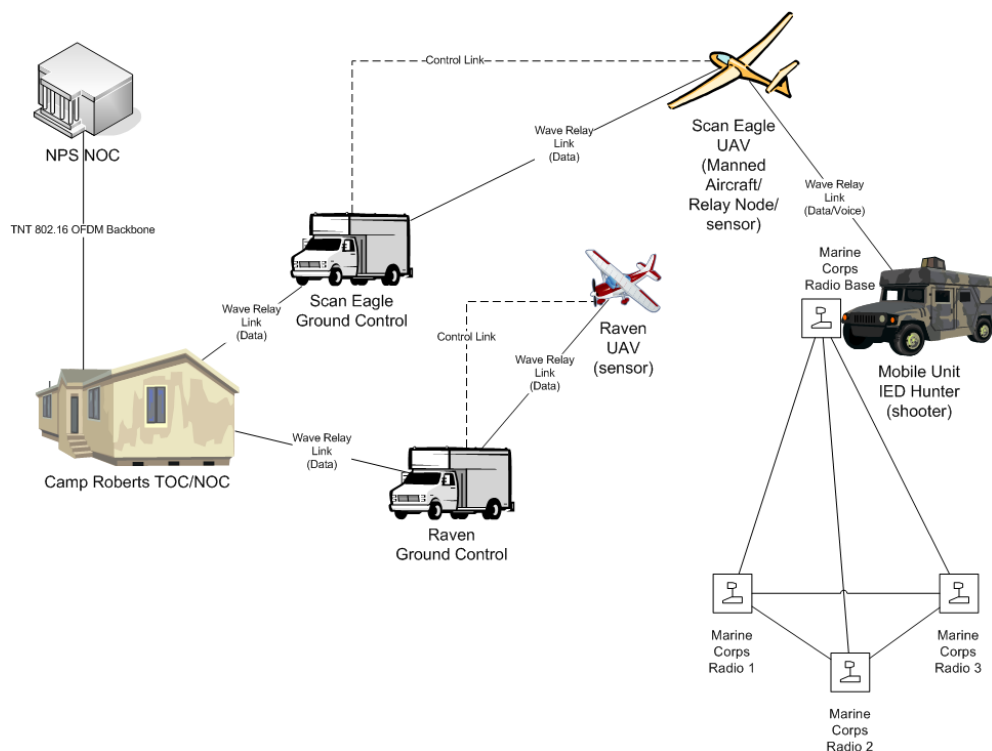 Control Link
NPS NOC
Wave Relay
Link
(Data)
Scan Eagle
UAV
(Manned
Aircraft/
Relay Node/
sensor)
Wave Relay
Link
(Data/Voice)
TNT 802.16 OFDM Backbone
Marine
Corps
Radio Base
Scan Eagle
Ground Control
Wave Relay
Link
(Data)
Control Link
Raven
UAV
(sensor)
Wave Relay
Link
(Data)
Mobile Unit
IED Hunter
(shooter)
Wave Relay
Link
(Data)
Camp Roberts TOC/NOC
Raven
Ground Control
Marine
Corps
Radio 1
Marine
Corps
Radio 3
Marine
Corps
Radio 2